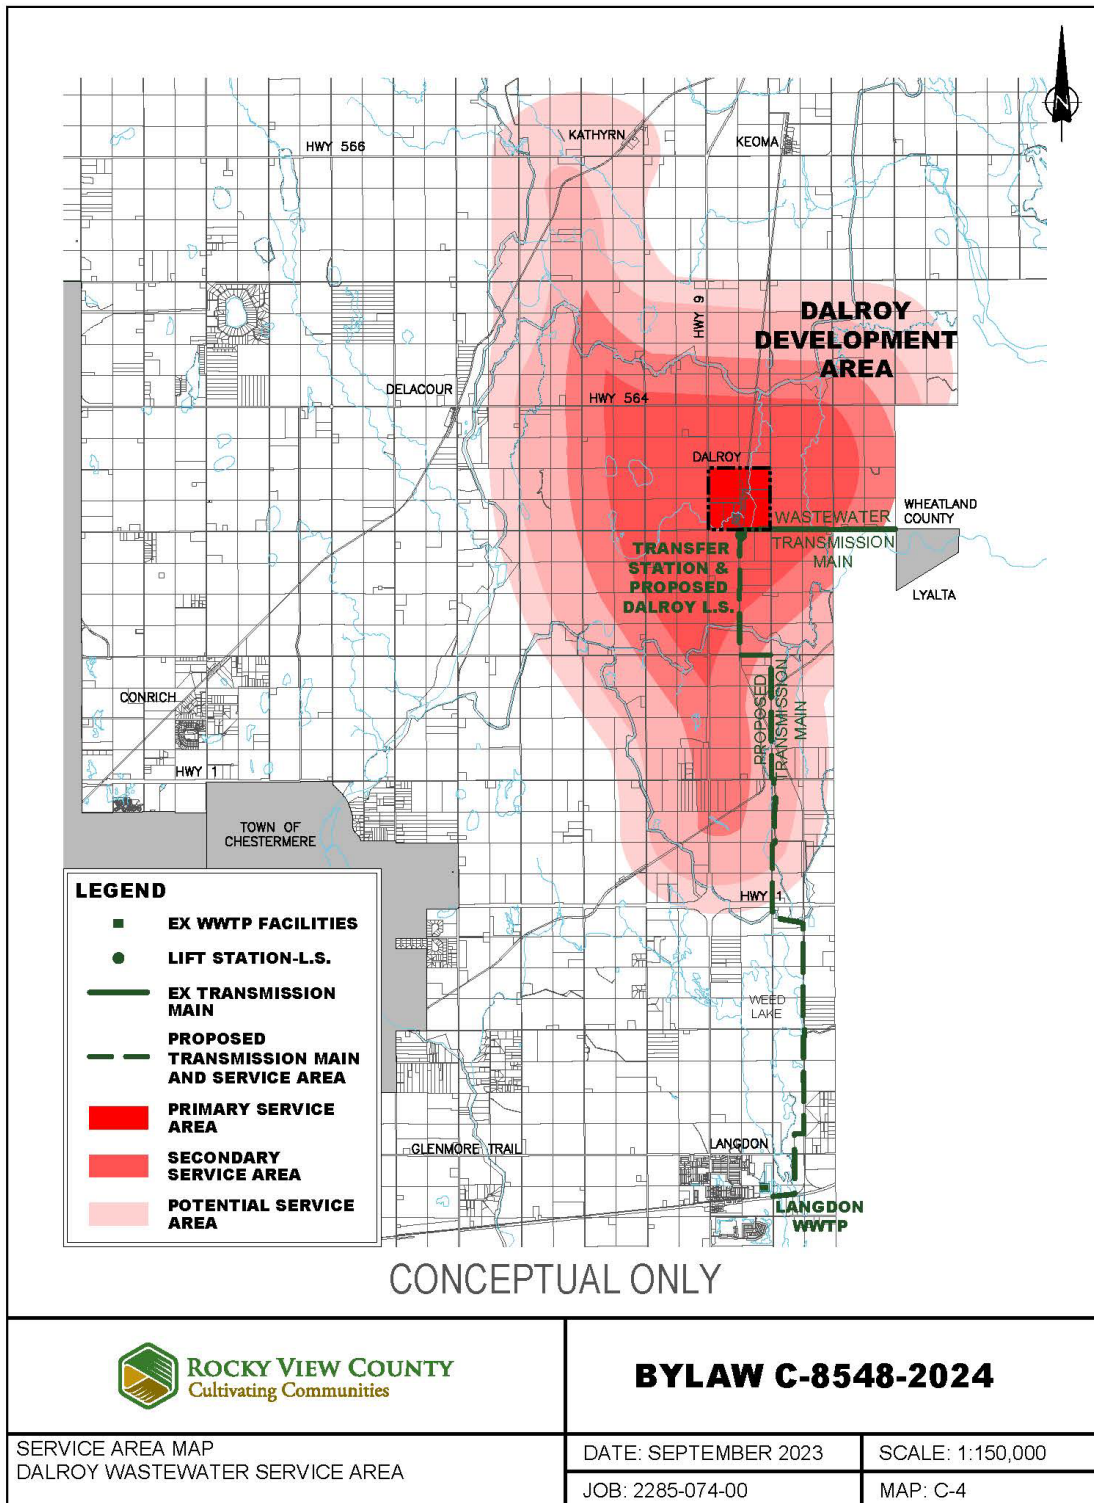 N
KATHYRN
KEOMA
HWY 566
HWY 9
DALROY
DEVELOPMENT
AREA
DELACOUR
HWY 564
DALROY
WHEATLAND
COUNTY
WASTEWATER
TRANSMISSION
MAIN
TRANSFER
STATION &
PROPOSED
DALROY L.S.
LYALTA
CONRICH
PROPOSED
TRANSMISSION
MAIN
HWY 1
TOWN OF
CHESTERMERE
HWY 1
WEED
LAKE
GLENMORE TRAIL
LANGDON
LANGDON
WWTP
LEGEND
EX WWTP FACILITIES
LIFT STATION-L.S.
EX TRANSMISSION
MAIN
PROPOSED
TRANSMISSION MAIN
AND SERVICE AREA
PRIMARY SERVICE
AREA
SECONDARY
SERVICE AREA
POTENTIAL SERVICE
AREA
CONCEPTUAL ONLY
ROCKY VIEW COUNTY
Cultivating Communities
BYLAW C-8548-2024
SERVICE AREA MAP
DALROY WASTEWATER SERVICE AREA
DATE: SEPTEMBER 2023
SCALE: 1:150,000
JOB: 2285-074-00
MAP: C-4